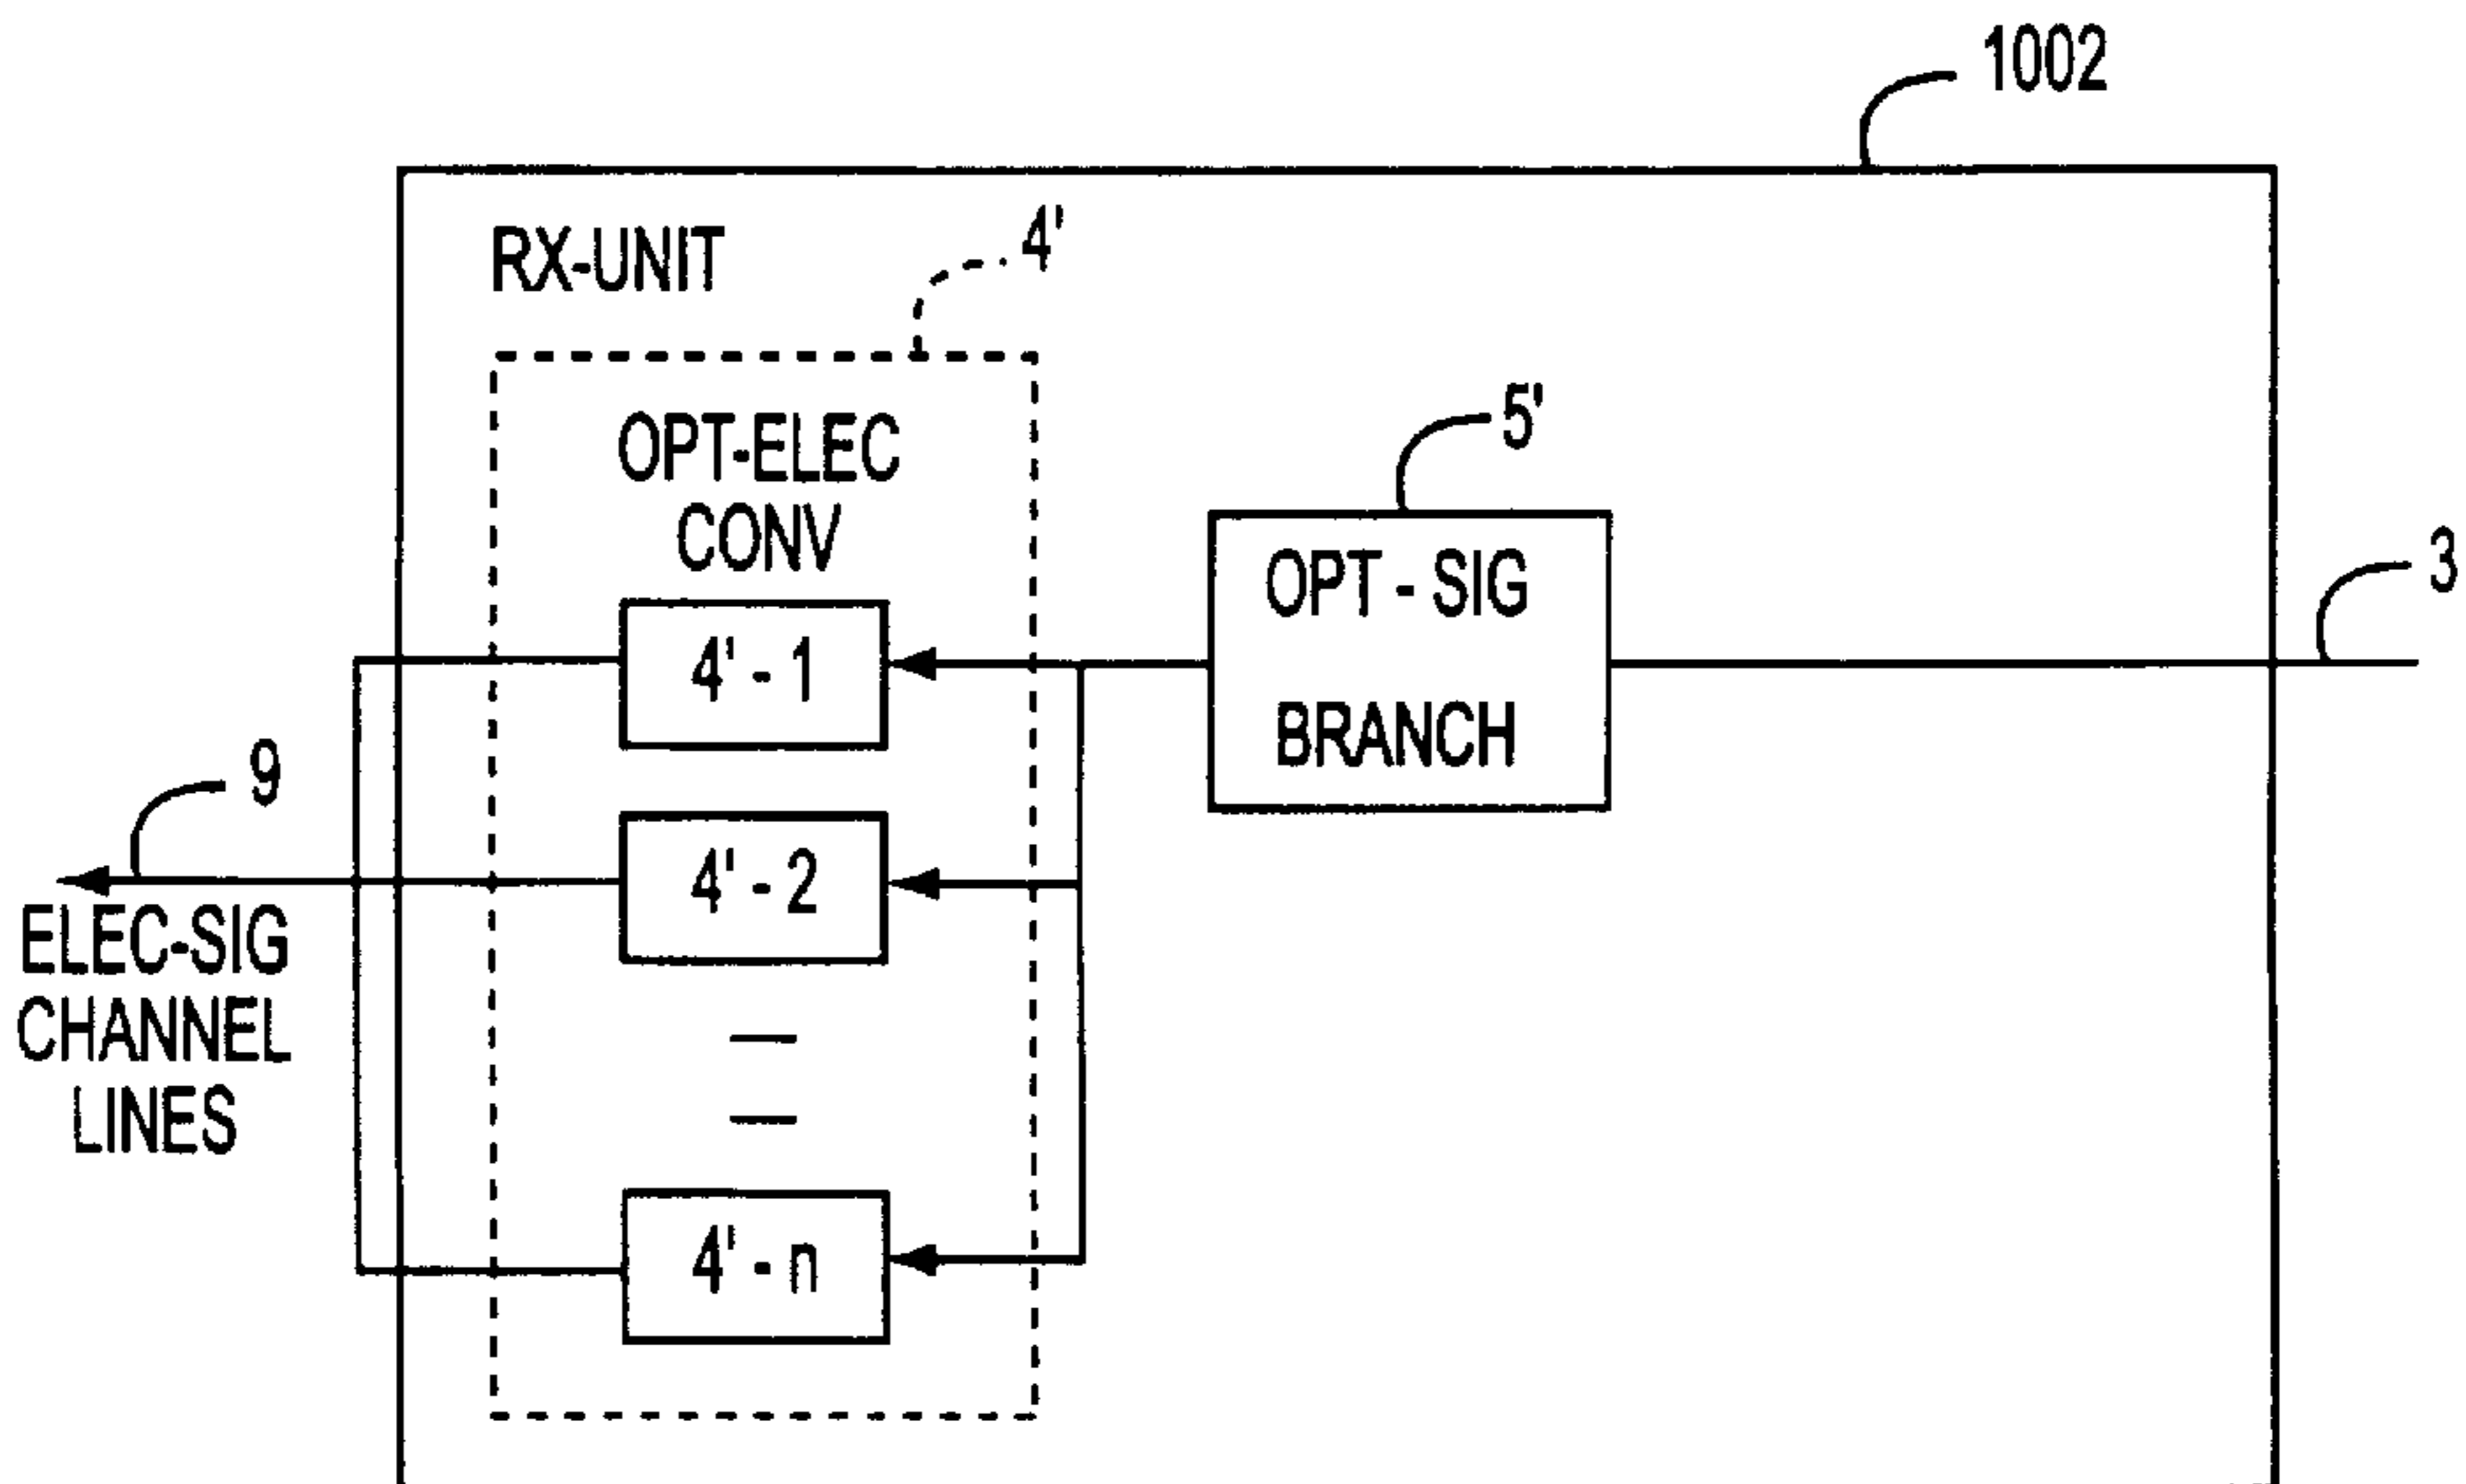 1002
RX-UNIT
4'
OPT-ELEC
CONV
5'
OPT - SIG
BRANCH
3
4' - 1
9
4' - 2
ELEC-SIG
CHANNEL
LINES
4' - n